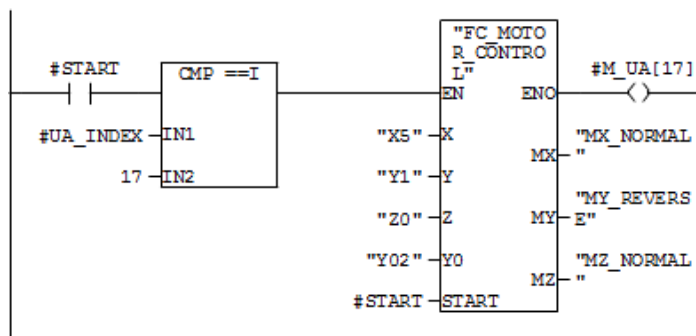 "FC_MOTO
R_CONTRO
L"
#START
CMP ==I
#M_UA[17]
EN ENO
#UA_INDEX IN1
"X5" X
"MX_NORMAL
MX "
17 IN2
"Y1" Y
"MY_REVERS
"Z0" Z
MY E"
"Y02" Y0
"MZ_NORMAL
MZ "
#START START